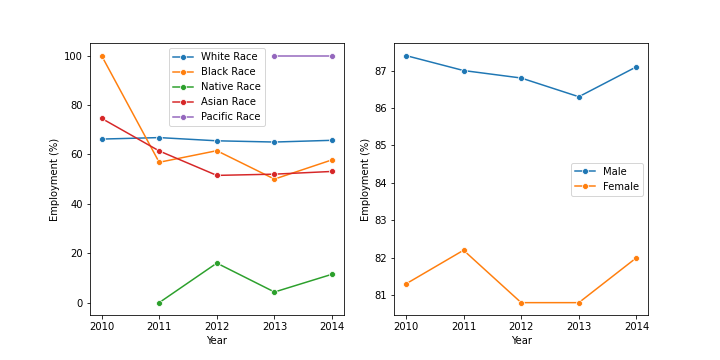 Employment (%)
100
80
60
40
20
0
White Race
Black Race
Native Race
Asian Race
Pacific Race
2010 2011 2012 2013 2014
Year
Employment (%)
87
86
85
84
83
82
81
Male
Female
2010 2011 2012 2013 2014
Year